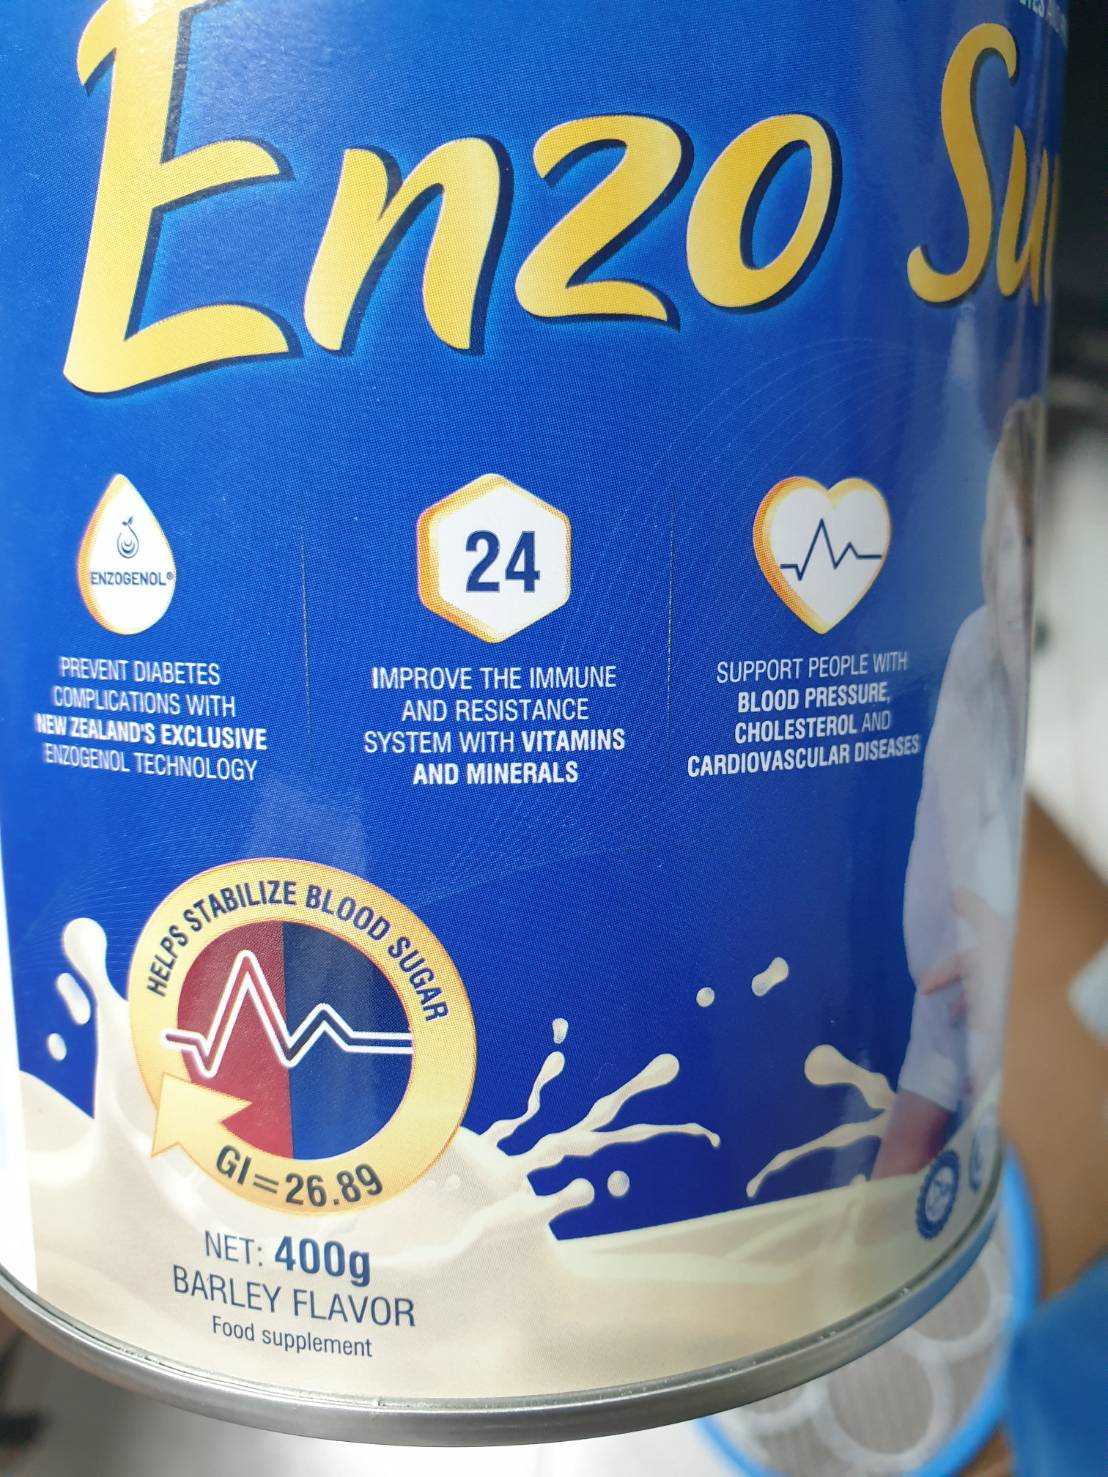 Enzo
ENZOGENOL®
PREVENT DIABETES
COMPLICATIONS WITH
NEW ZEALAND'S EXCLUSIVE
ENZOGENOL TECHNOLOGY
24
IMPROVE THE IMMUNE
AND RESISTANCE
SYSTEM WITH VITAMINS
AND MINERALS
SUPPORT PEOPLE WITH
BLOOD PRESSURE,
CHOLESTEROL AND
CARDIOVASCULAR DISEASES
HELPS STABILIZE BLOOD SUGAR
GI=26.89
NET: 400g
BARLEY FLAVOR
Food supplement